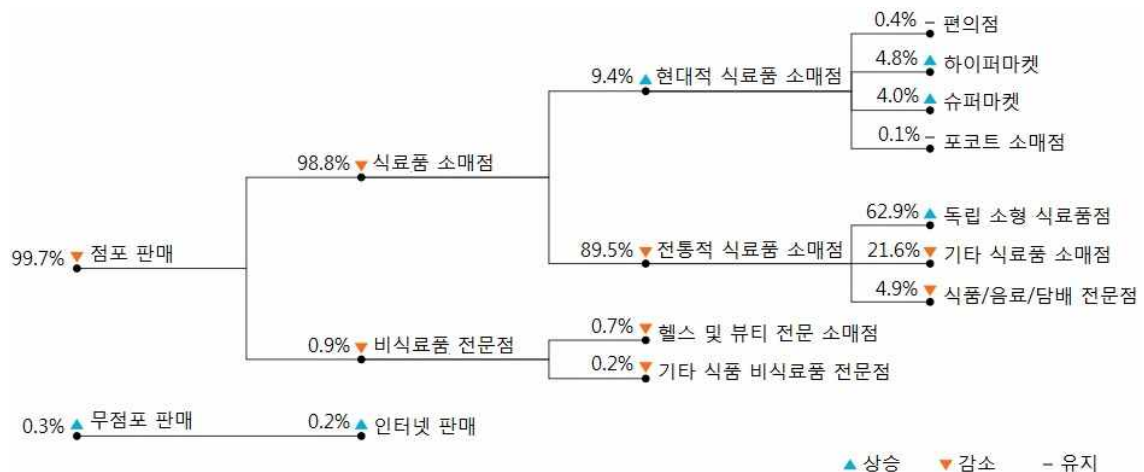 0.4% – 편의점
4.8% ▲ 하이퍼마켓
9.4% ▲ 현대적 식료품 소매점
4.0% ▲ 슈퍼마켓
0.1% – 포코트 소매점
98.8% ▼ 식료품 소매점
62.9% ▲ 독립 소형 식료품점
99.7% ▼ 점포 판매
89.5% ▼ 전통적 식료품 소매점
21.6% ▼ 기타 식료품 소매점
4.9% ▼ 식품/음료/담배 전문점
0.9% ▼ 비식료품 전문점
0.7% ▼ 헬스 및 뷰티 전문 소매점
0.2% ▼ 기타 식품 비식료품 전문점
0.3% ▲ 무점포 판매
0.2% ▲ 인터넷 판매
▲ 상승 ▼ 감소 – 유지